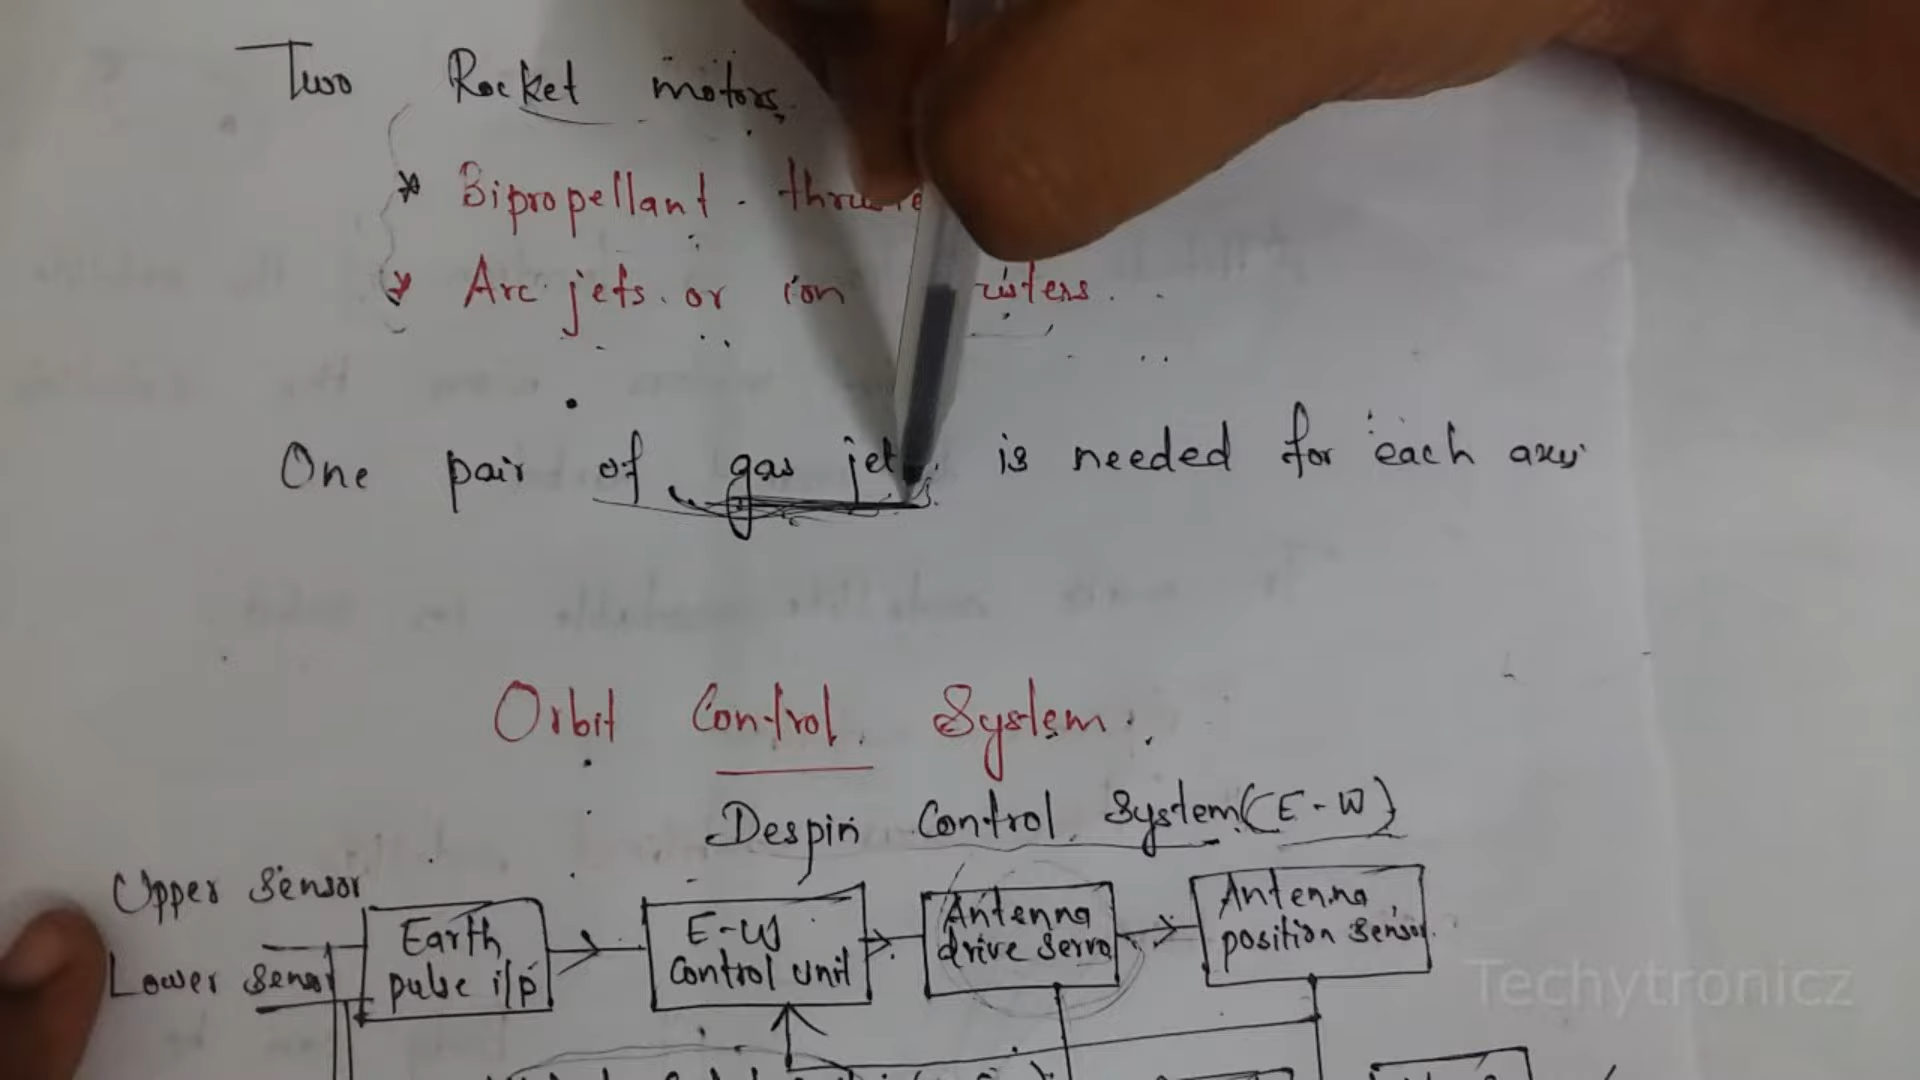 Two Rocket motors.
* Bipropellant - thruste
* Arc jets or ion rusters.
One pair of gas jets is needed for each axis
Orbit Control System.
Despin Control System (E-W)
Upper Sensor
Lower Sensor
Earth
pulse i/p
E-W
Control unit
Antenna
drive servo
Antenna
position Sensor.
Techytronicz